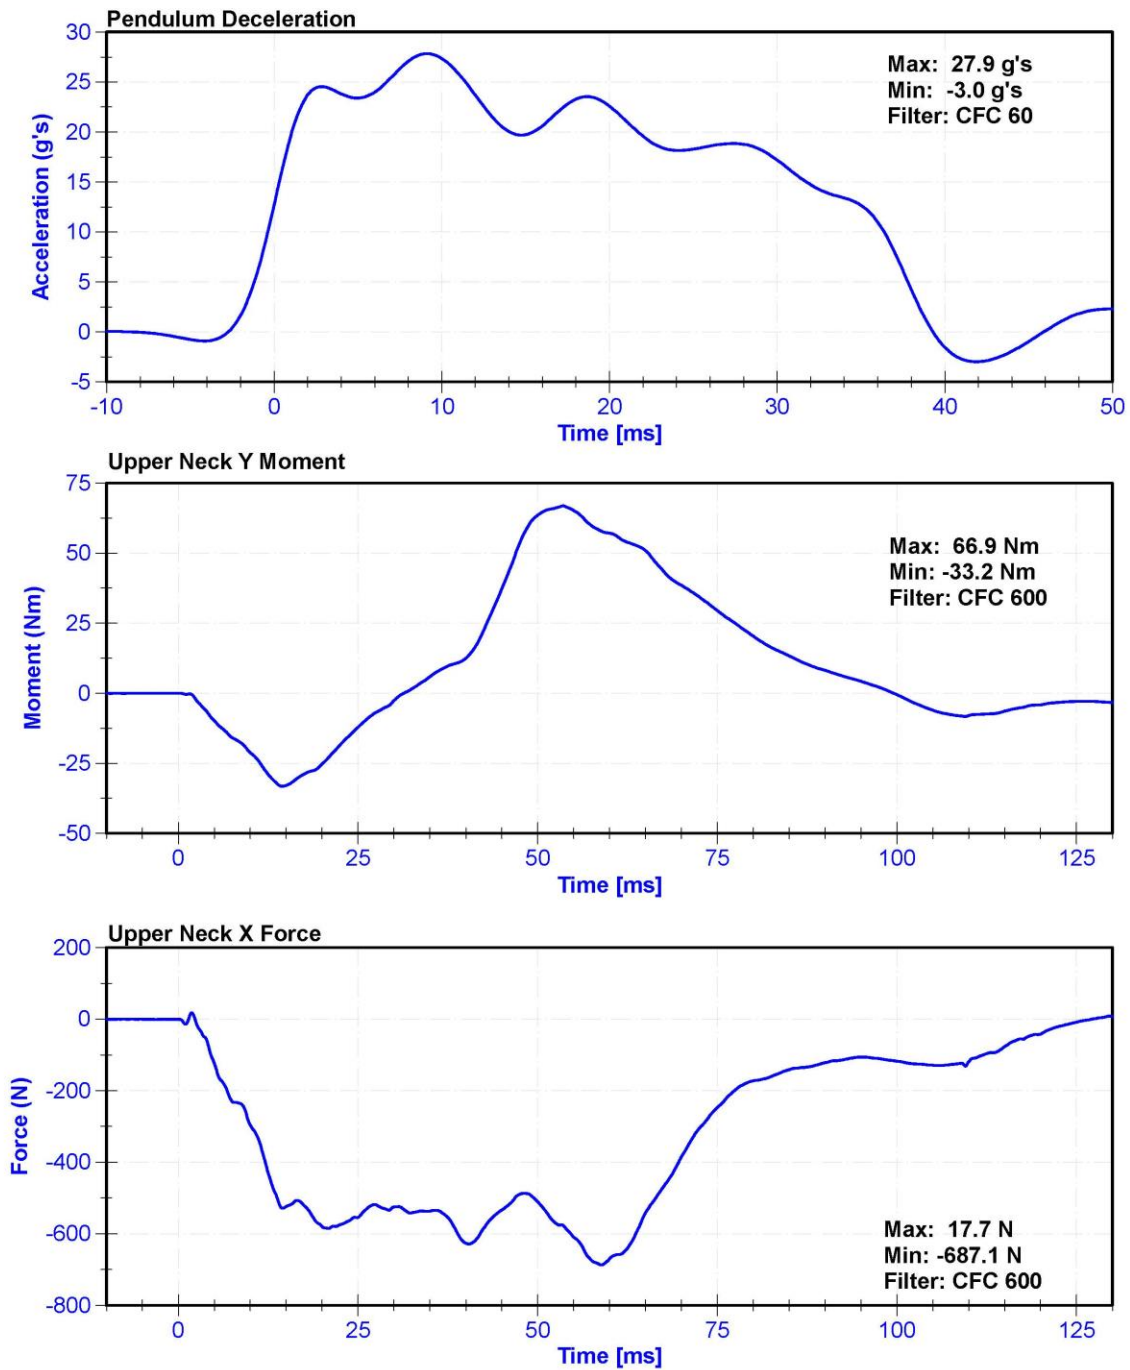 Pendulum Deceleration
30
25
20
15
10
5
0
-5
Acceleration (g's)
Max: 27.9 g's
Min: -3.0 g's
Filter: CFC 60
-10 0 10 20 30 40 50
Time [ms]
Upper Neck Y Moment
75
50
25
0
-25
-50
Moment (Nm)
Max: 66.9 Nm
Min: -33.2 Nm
Filter: CFC 600
0 25 50 75 100 125
Time [ms]
Upper Neck X Force
200
0
-200
-400
-600
-800
Force (N)
Max: 17.7 N
Min: -687.1 N
Filter: CFC 600
0 25 50 75 100 125
Time [ms]